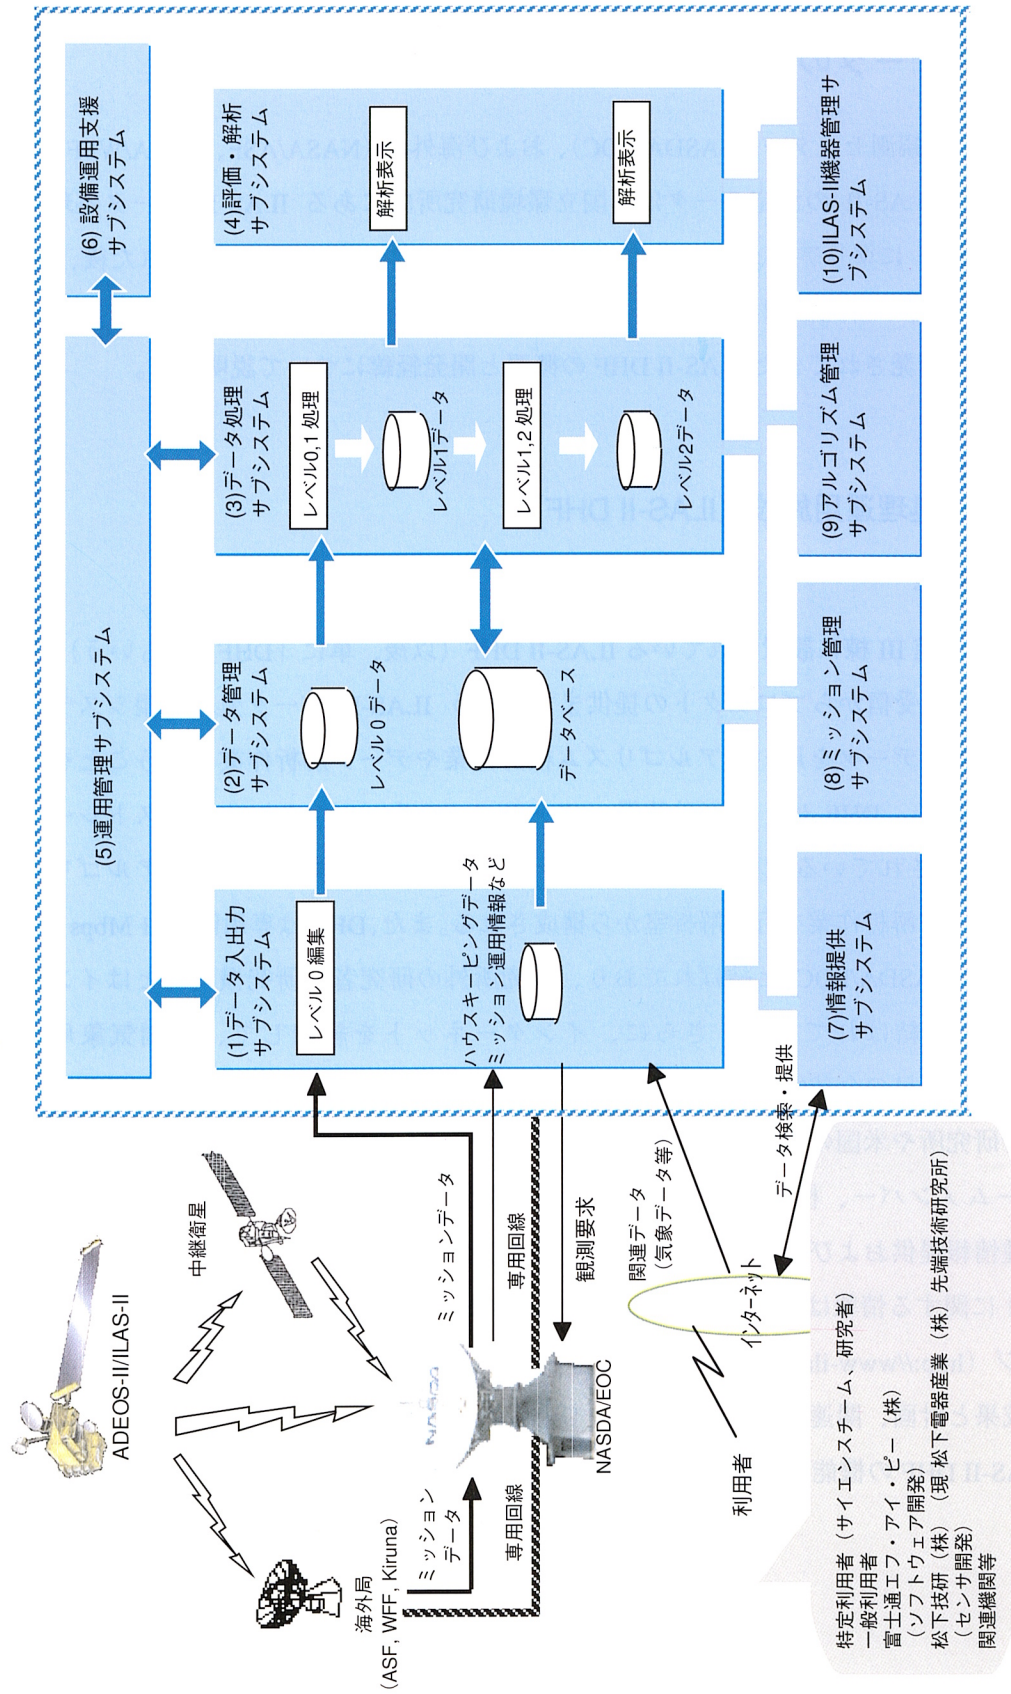 ADEOS-II/ILAS-II
中継衛星
海外局
(ASF, WFF, Kiruna)
ミッション
データ
専用回線
NASDA/EOC
ミッションデータ
専用回線
観測要求
関連データ
(気象データ等)
利用者
インターネット
データ検索・提供
特定利用者(サイエンスチーム、研究者)
一般利用者
富士通エフ・アイ・ピー(株)
(ソフトウェア開発)
松下技研(株) (現 松下電器産業(株)先端技術研究所)
(センサ開発)
関連機関等
(5)運用管理サブシステム
(6) 設備運用支援
サブシステム
(1)データ入出力
サブシステム
レベル 0 編集
ハウスキーピングデータ
ミッション運用情報など
(2)データ管理
サブシステム
レベル 0 データ
データベース
(3)データ処理
サブシステム
レベル0,1 処理
レベル1データ
レベル1,2 処理
レベル2データ
(4)評価・解析
サブシステム
解析表示
解析表示
(7)情報提供
サブシステム
(8)ミッション管理
サブシステム
(9)アルゴリズム管理
サブシステム
(10)ILAS-II機器管理サ
ブシステム